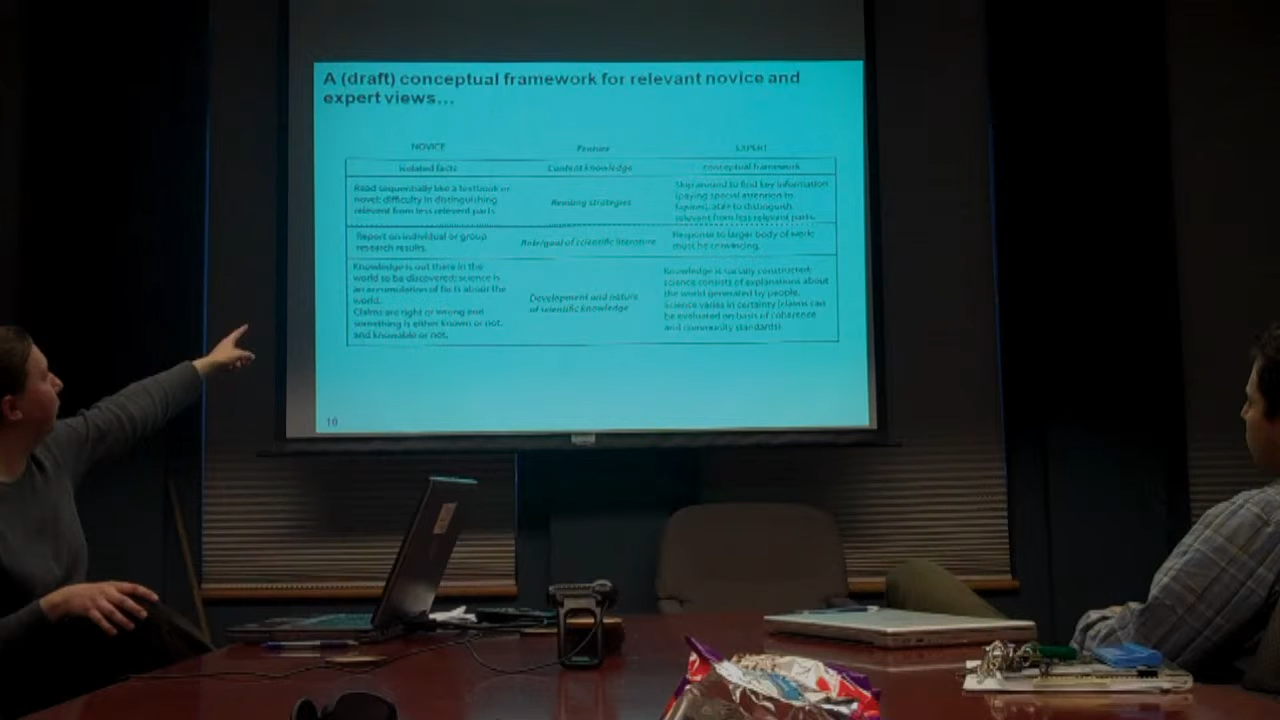 A (draft) conceptual framework for relevant novice and
expert views...
NOVICE
Feature
EXPERT
Isolated facts
Content knowledge
conceptual framework
Read sequentially like a textbook or
novel; difficulty in distinguishing
relevant from less relevant parts.
Reading strategies
Skip around to find key information
(paying special attention to
figures); able to distinguish
relevant from less relevant parts.
Report on individual or group
research results.
Role/goal of scientific literature
Response to larger body of work;
must be convincing.
Knowledge is out there in the
world to be discovered; science is
an accumulation of facts about the
world.
Claims are right or wrong and
something is either known or not,
and knowable or not.
Development and nature
of scientific knowledge
Knowledge is socially constructed;
science consists of explanations about
the world generated by people.
Science varies in certainty (claims can
be evaluated on basis of coherence
and community standards)
10